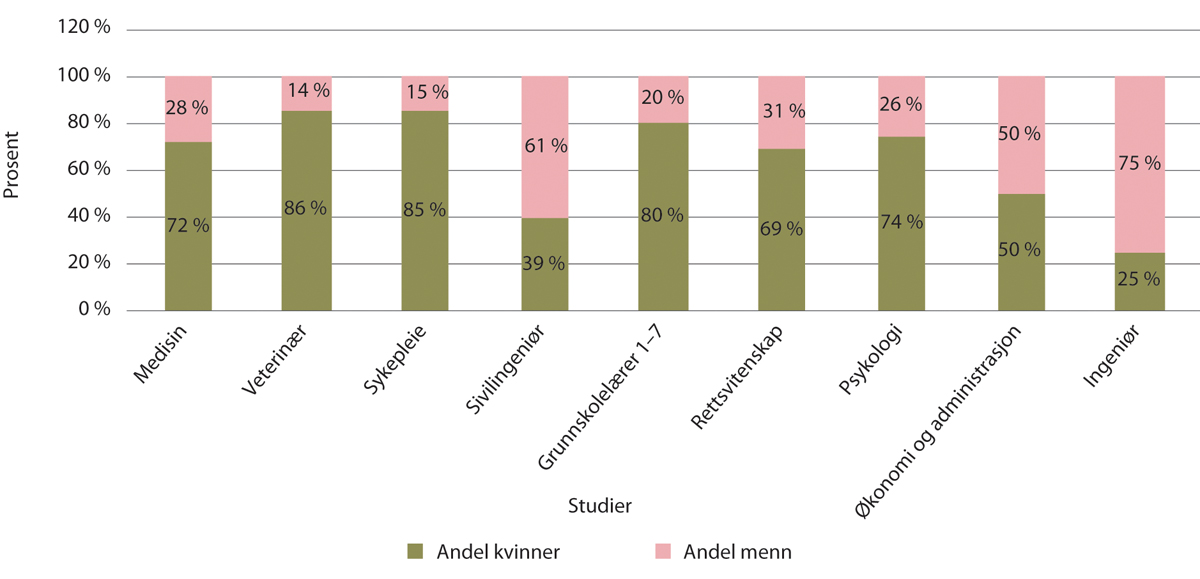 120 %
100 %
80 %
60 %
40 %
20 %
0 %
Prosent
28 %
14 %
15 %
61 %
20 %
31 %
26 %
50 %
75 %
72 %
86 %
85 %
39 %
80 %
69 %
74 %
50 %
25 %
Medisin
Veterinær
Sykepleie
Sivilingeniør
Grunnskolelærer 1–7
Rettsvitenskap
Psykologi
Økonomi og administrasjon
Ingeniør
Studier
Andel kvinner
Andel menn